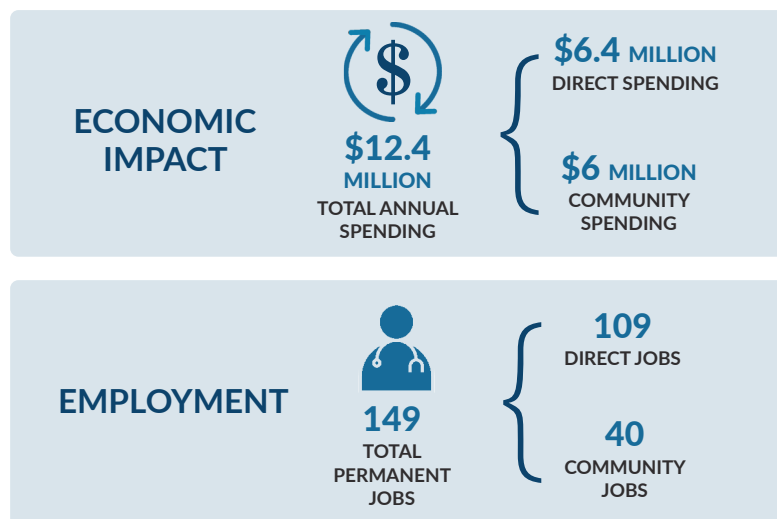 ECONOMIC
IMPACT
$
$12.4
MILLION
TOTAL ANNUAL
SPENDING
$6.4 MILLION
DIRECT SPENDING
$6 MILLION
COMMUNITY
SPENDING
EMPLOYMENT
149
TOTAL
PERMANENT
JOBS
109
DIRECT JOBS
40
COMMUNITY
JOBS